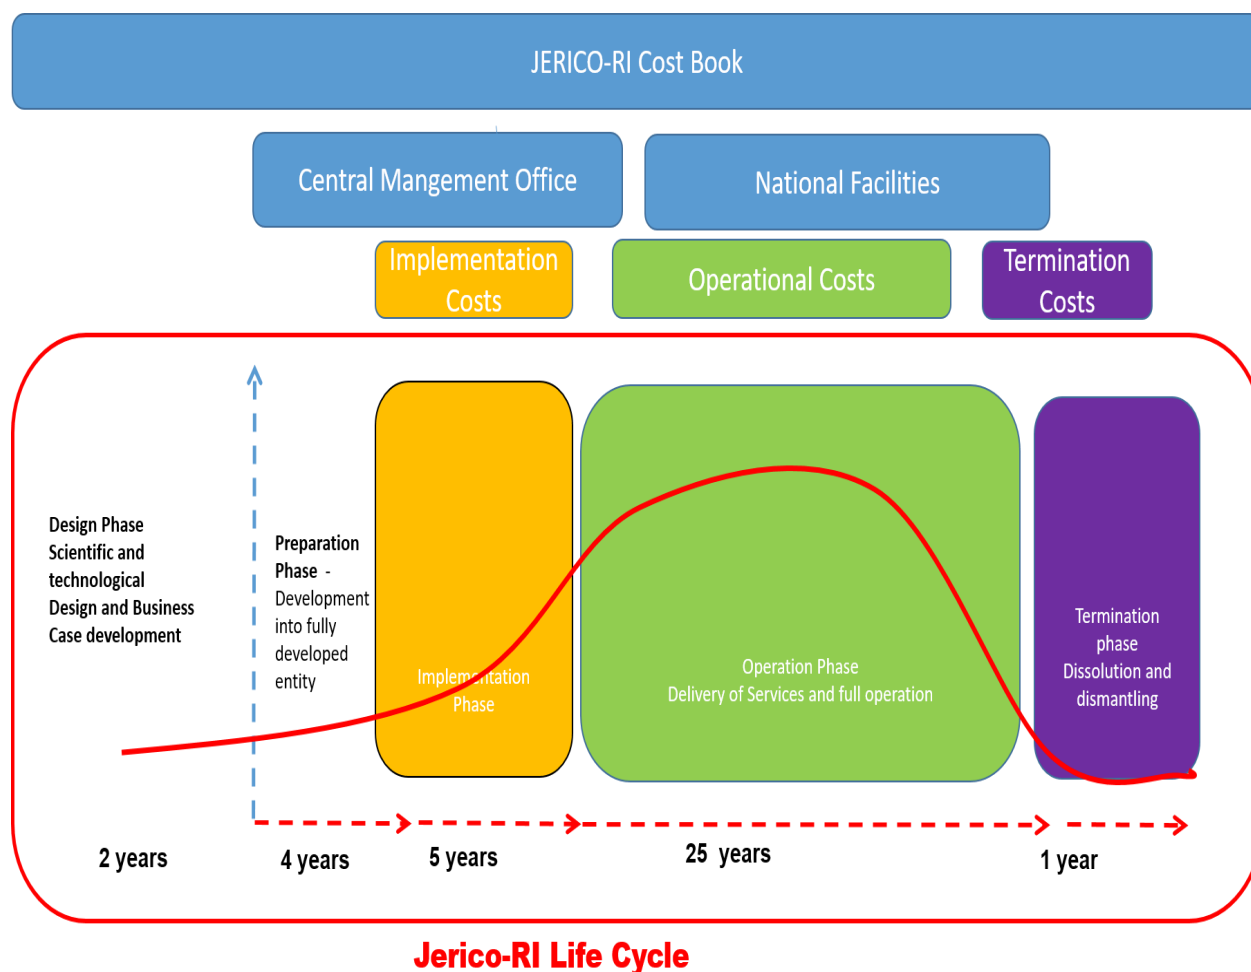 JERICO-RI Cost Book
Central Mangement Office
National Facilities
Implementation
Costs
Operational Costs
Termination
Costs
Design Phase
Scientific and
technological
Design and Business
Case development
Preparation
Phase -
Development
into fully
developed
entity
Implementation
Phase
Operation Phase
Delivery of Services and full operation
Termination
phase
Dissolution and
dismantling
2 years
4 years
5 years
25 years
1 year
Jerico-RI Life Cycle